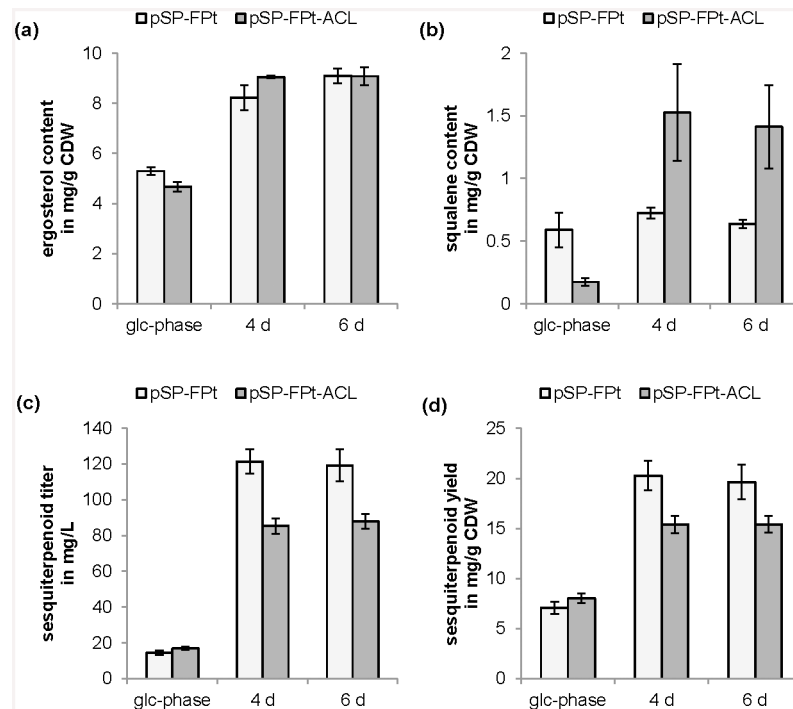 (a)
pSP-FPt pSP-FPt-ACL
ergosterol content
in mg/g CDW
12
10
8
6
4
2
0
glc-phase 4 d 6 d
(b)
pSP-FPt pSP-FPt-ACL
squalene content
in mg/g CDW
2
1.5
1
0.5
0
glc-phase 4 d 6 d
(c)
pSP-FPt pSP-FPt-ACL
sesquiterpenoid titer
in mg/L
140
120
100
80
60
40
20
0
glc-phase 4 d 6 d
(d)
pSP-FPt pSP-FPt-ACL
sesquiterpenoid yield
in mg/g CDW
25
20
15
10
5
0
glc-phase 4 d 6 d